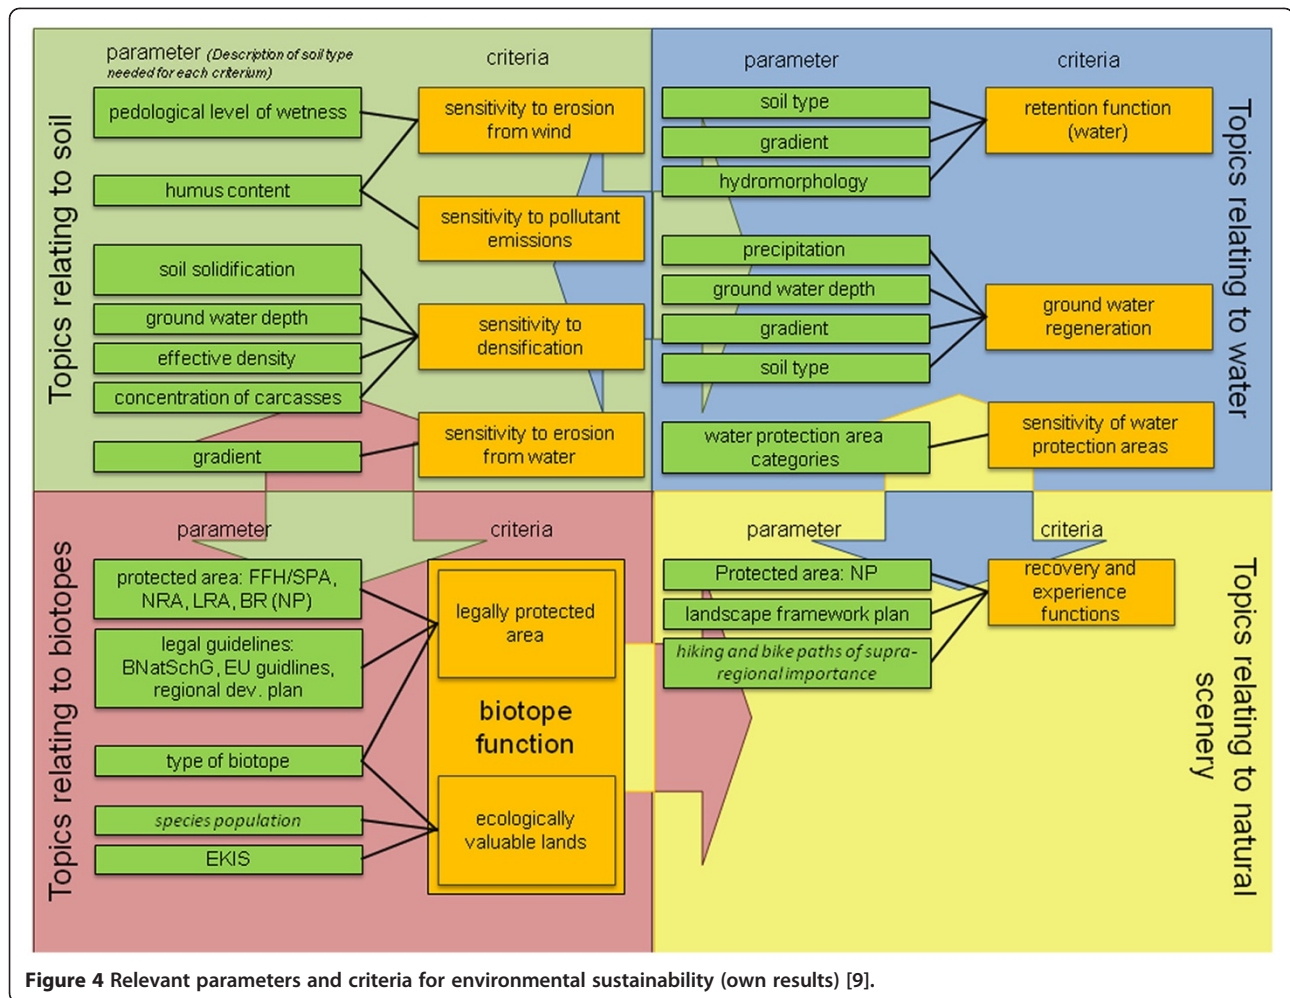 Topics relating to soil
parameter (Description of soil type
needed for each criterium)
criteria
pedological level of wetness
humus content
soil solidification
ground water depth
effective density
concentration of carcasses
gradient
sensitivity to erosion
from wind
sensitivity to pollutant
emissions
sensitivity to
densification
sensitivity to erosion
from water
parameter
criteria
soil type
gradient
hydromorphology
precipitation
ground water depth
gradient
soil type
water protection area
categories
retention function
(water)
ground water
regeneration
sensitivity of water
protection areas
Topics relating to water
Topics relating to biotopes
parameter
criteria
protected area: FFH/SPA,
NRA, LRA, BR (NP)
legal guidelines:
BNatSchG, EU guidlines,
regional dev. plan
type of biotope
species population
EKIS
legally protected
area
biotope
function
ecologically
valuable lands
parameter
criteria
Protected area: NP
landscape framework plan
hiking and bike paths of supra-
regional importance
recovery and
experience
functions
Topics relating to natural
scenery
Figure 4 Relevant parameters and criteria for environmental sustainability (own results) [9].